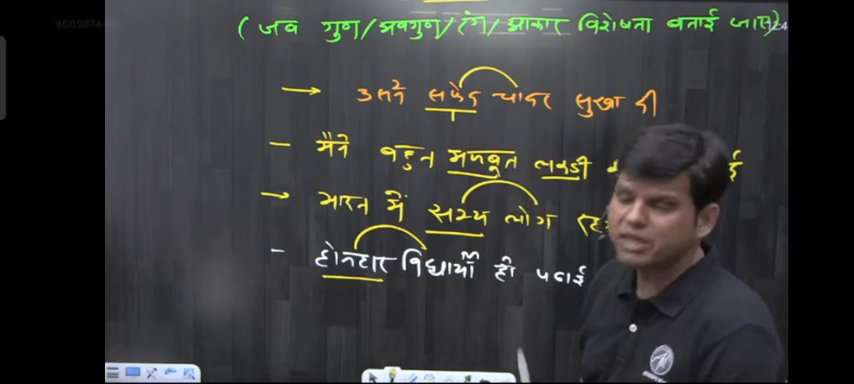 ( जब गुण/अवगुण/रंग/आकार विशेषता बताई जाए)
→ उसने सफेद चादर सुखा दी
- मैंने बहुत मजबूत लकडी
→ भारत में सभ्य लोग
- होनहार विद्यार्थी ही पढाई